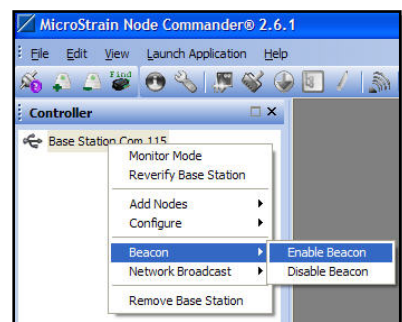 MicroStrain Node Commander® 2.6.1
File Edit View Launch Application Help
Find
Controller
Base Station Com 115
Monitor Mode
Reverify Base Station
Add Nodes
Configure
Beacon
Enable Beacon
Network Broadcast
Disable Beacon
Remove Base Station